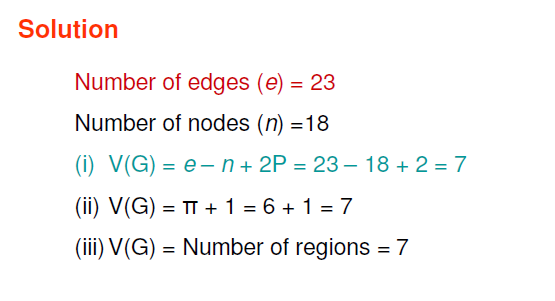 Solution
Number of edges (e) = 23
Number of nodes (n) =18
(i) V(G) = e – n + 2P = 23 – 18 + 2 = 7
(ii) V(G) = π + 1 = 6 + 1 = 7
(iii) V(G) = Number of regions = 7